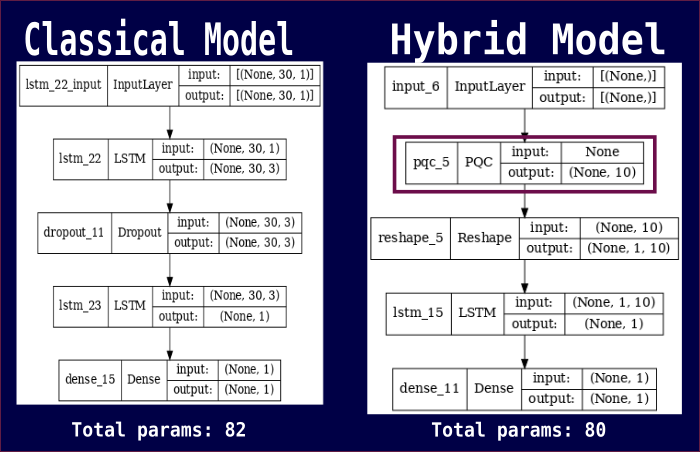 Classical Model
lstm_22_input InputLayer input: [(None, 30, 1)]
output: [(None, 30, 1)]
lstm_22 LSTM input: (None, 30, 1)
output: (None, 30, 3)
dropout_11 Dropout input: (None, 30, 3)
output: (None, 30, 3)
lstm_23 LSTM input: (None, 30, 3)
output: (None, 1)
dense_15 Dense input: (None, 1)
output: (None, 1)
Total params: 82
Hybrid Model
input_6 InputLayer input: [(None,)]
output: [(None,)]
pqc_5 PQC input: None
output: (None, 10)
reshape_5 Reshape input: (None, 10)
output: (None, 1, 10)
lstm_15 LSTM input: (None, 1, 10)
output: (None, 1)
dense_11 Dense input: (None, 1)
output: (None, 1)
Total params: 80